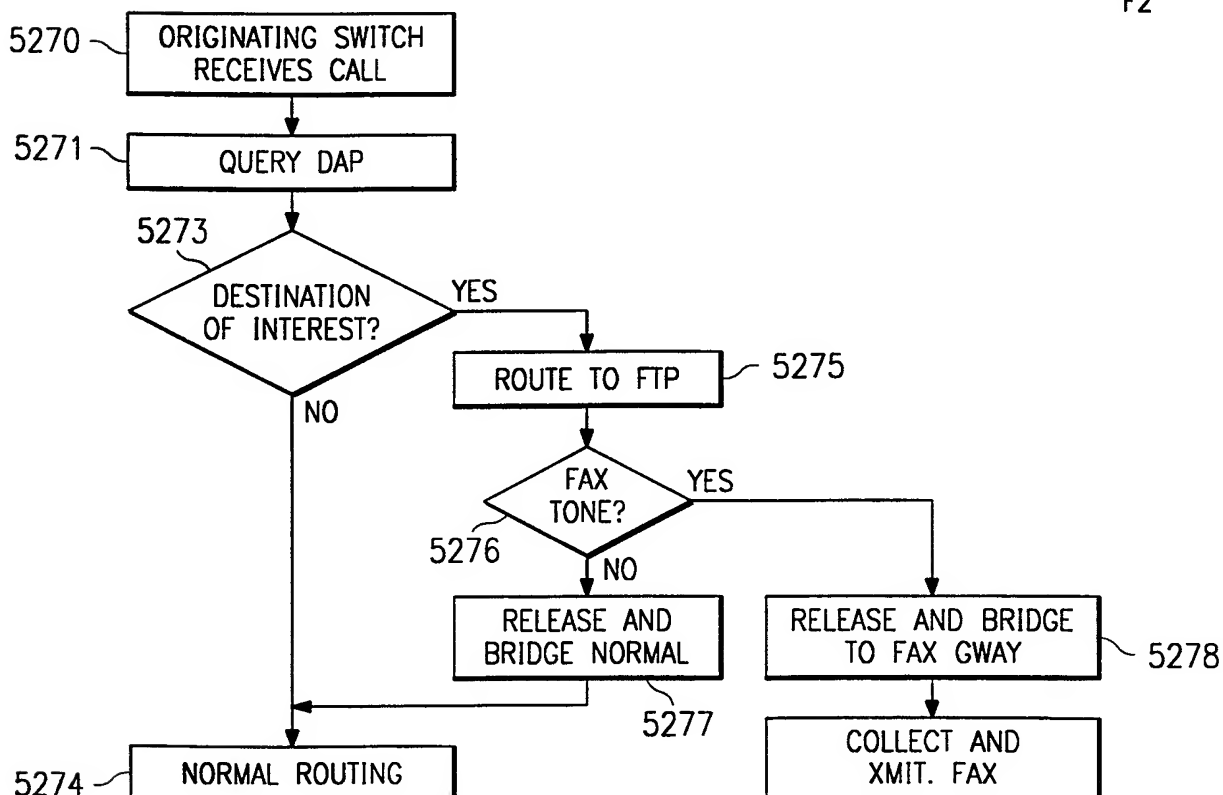 F2
5270
ORIGINATING SWITCH
RECEIVES CALL
5271
QUERY DAP
5273
DESTINATION
OF INTEREST?
YES
NO
ROUTE TO FTP
5275
FAX
TONE?
YES
5276
NO
RELEASE AND
BRIDGE NORMAL
5277
RELEASE AND BRIDGE
TO FAX GWAY
5278
5274
NORMAL ROUTING
COLLECT AND
XMIT. FAX